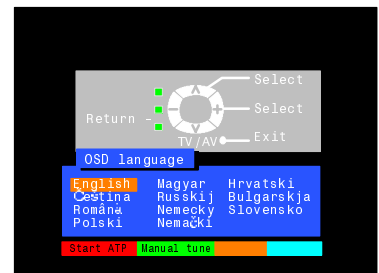 Select
Select
Return -
TV/AV Exit
OSD language
English Magyar Hrvatski
Čeština Russkij Bulgarskja
Română Nemecky Slovensko
Polski Nemački
Start ATP Manual tune